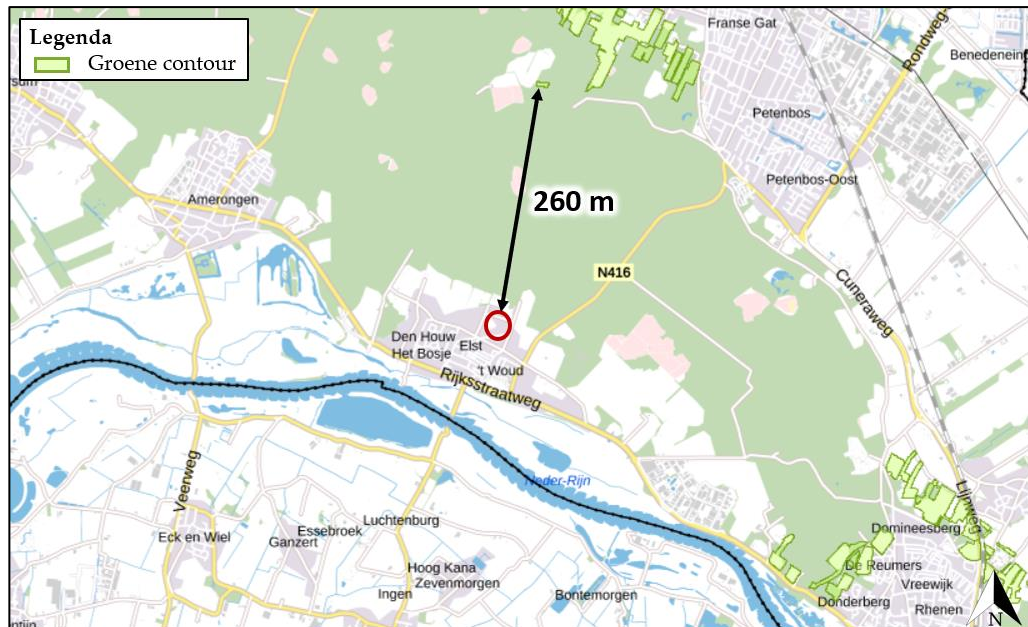 Legenda
Groene contour
Franse Gat
Rondweg-
Benedenein
Petenbos
Petenbos-Oost
Amerongen
260 m
N416
Cuneraweg
Den Houw
Het Bosje
Elst
't Woud
Rijksstraatweg
Neder-Rijn
Veerweg
Eck en Wiel
Ganzert
Essebroek
Luchtenburg
Hoog Kana
Zevenmorgen
Ingen
Bontemorgen
Lijnweg
Domineesberg
De Reumers
Vreewijk
Donderberg
Rhenen
N